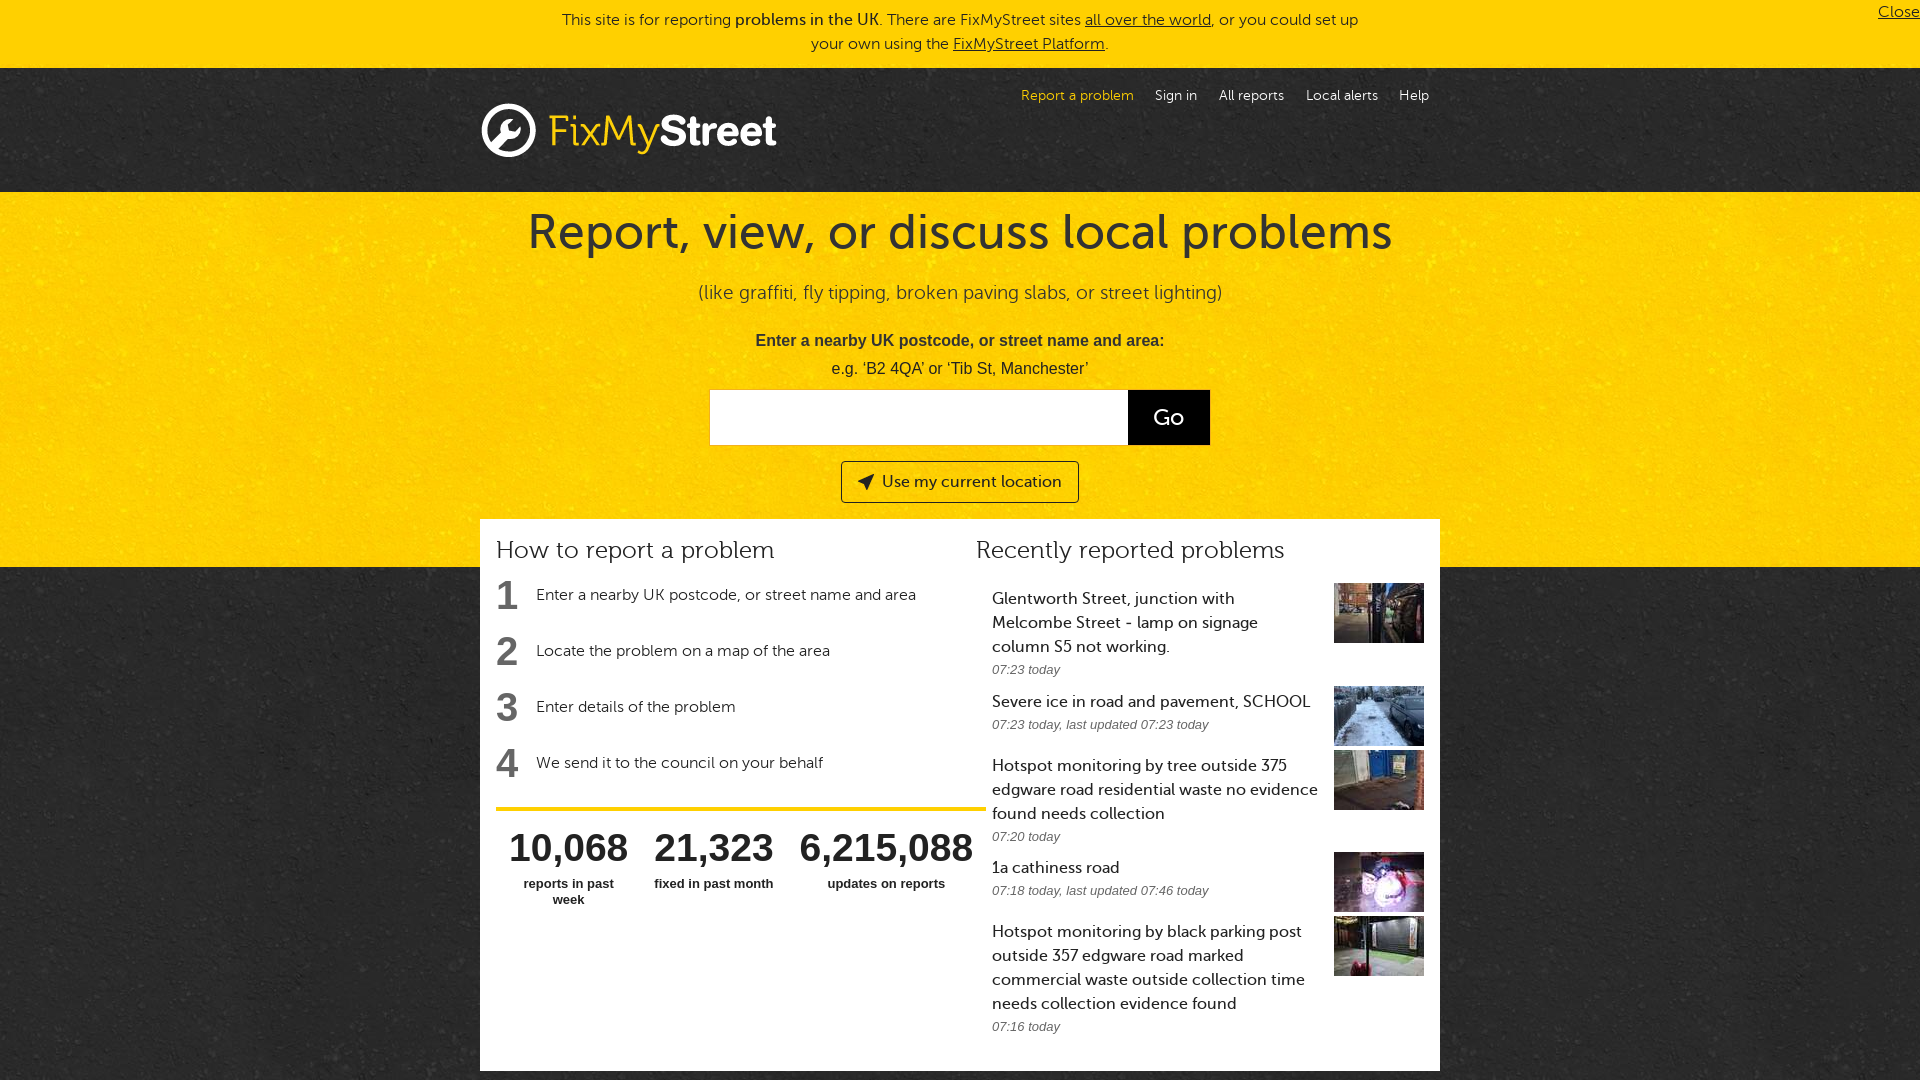 This site is for reporting problems in the UK. There are FixMyStreet sites all over the world, or you could set up
your own using the FixMyStreet Platform.
Close
Report a problem
Sign in
All reports
Local alerts
Help
FixMyStreet
Report, view, or discuss local problems
(like graffiti, fly tipping, broken paving slabs, or street lighting)
Enter a nearby UK postcode, or street name and area:
e.g. ‘B2 4QA’ or ‘Tib St, Manchester’
Go
Use my current location
How to report a problem
1 Enter a nearby UK postcode, or street name and area
2 Locate the problem on a map of the area
3 Enter details of the problem
4 We send it to the council on your behalf
10,068
reports in past
week
21,323
fixed in past month
6,215,088
updates on reports
Recently reported problems
Glentworth Street, junction with
Melcombe Street - lamp on signage
column S5 not working.
07:23 today
Severe ice in road and pavement, SCHOOL
07:23 today, last updated 07:23 today
Hotspot monitoring by tree outside 375
edgware road residential waste no evidence
found needs collection
07:20 today
1a cathiness road
07:18 today, last updated 07:46 today
Hotspot monitoring by black parking post
outside 357 edgware road marked
commercial waste outside collection time
needs collection evidence found
07:16 today